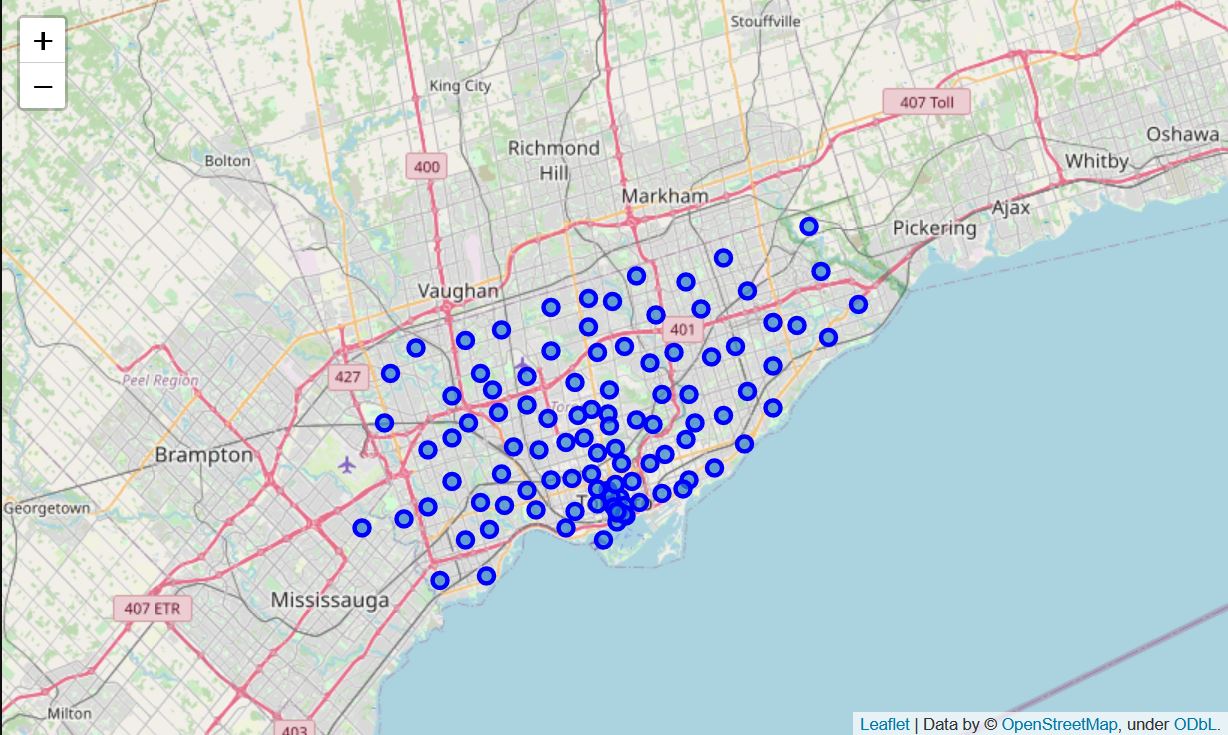 +
−
Stouffville
King City
407 Toll
Oshawa
Richmond
Hill
Bolton
400
Whitby
Markham
Ajax
Pickering
Vaughan
401
427
Peel Region
Brampton
Georgetown
Mississauga
407 ETR
Milton
403
Leaflet | Data by © OpenStreetMap, under ODbL.